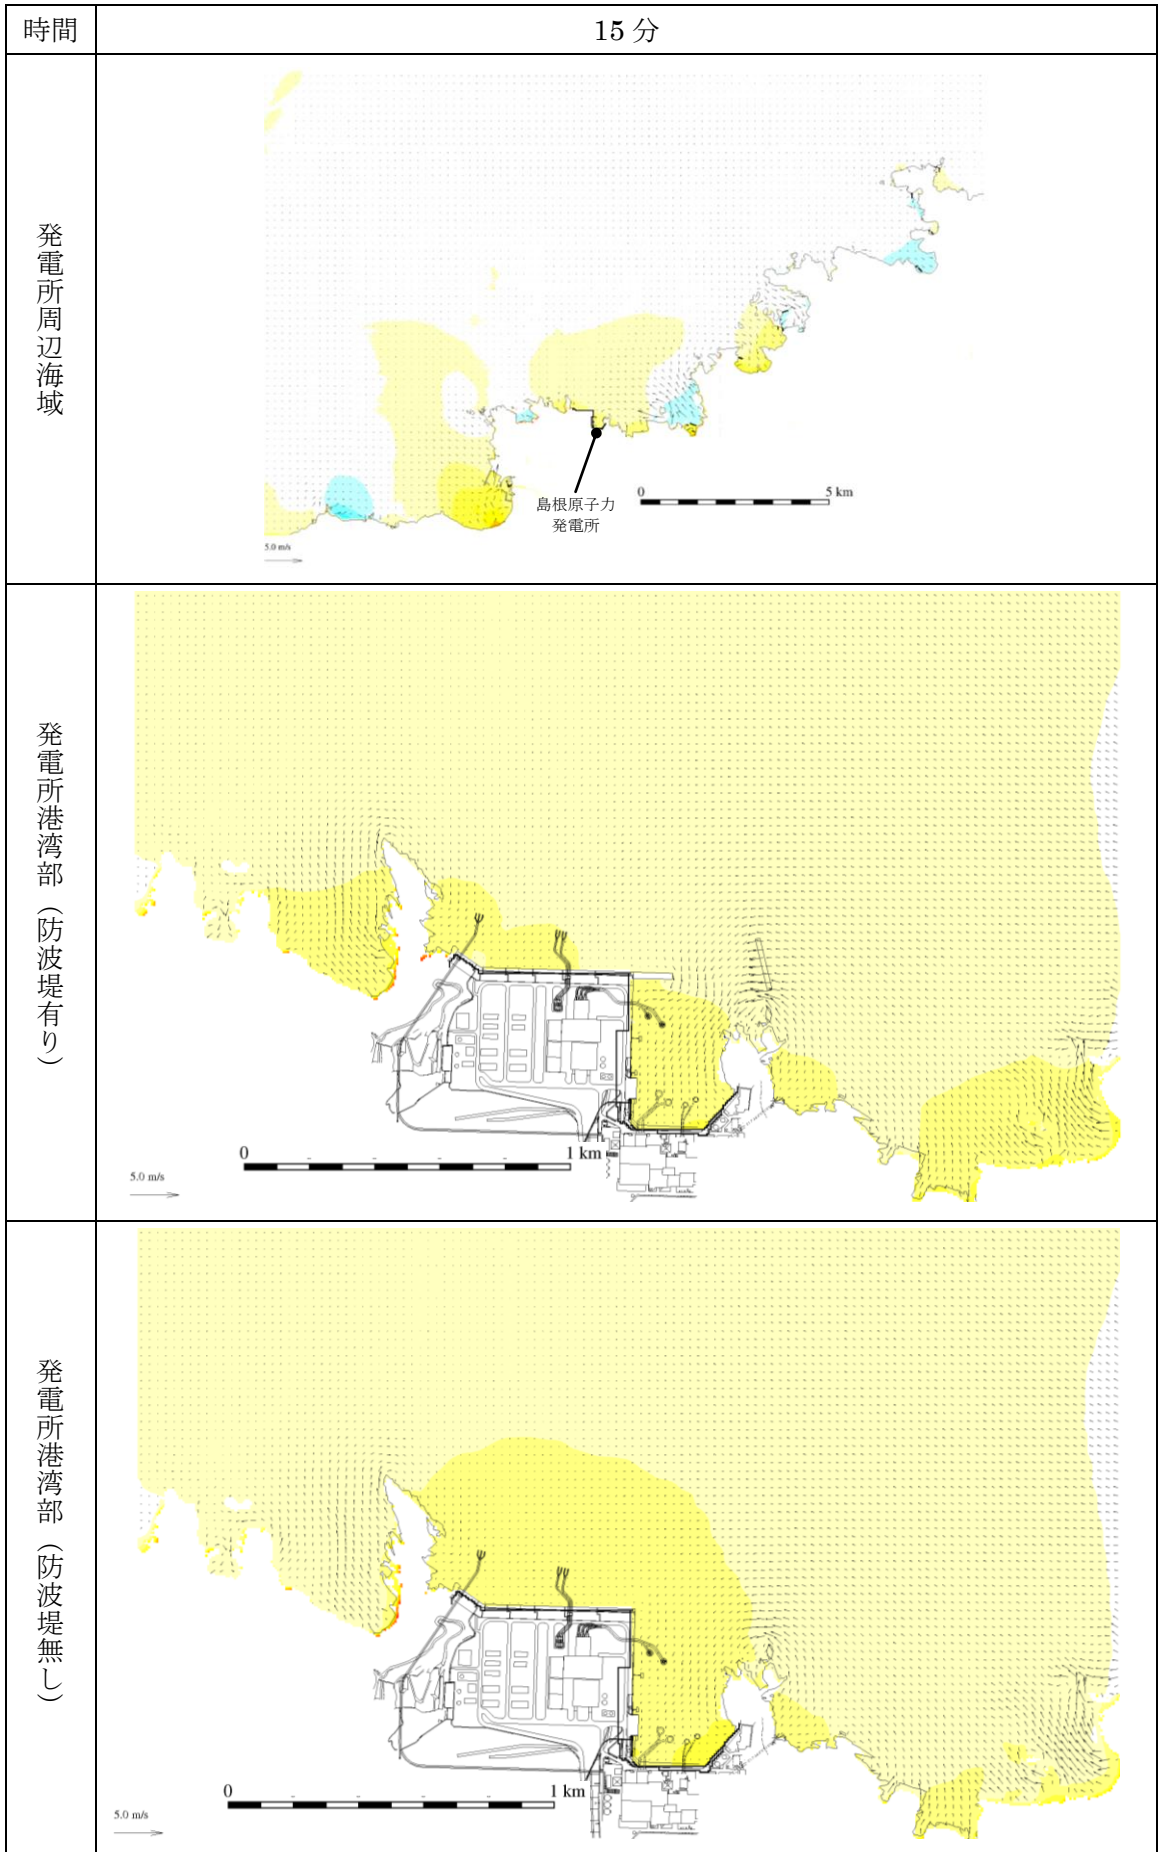 時間
15 分
発電所周辺海域
島根原子力
発電所
0 5 km
5.0 m/s
発電所港湾部（防波堤有り）
0 1 km
5.0 m/s
発電所港湾部（防波堤無し）
0 1 km
5.0 m/s